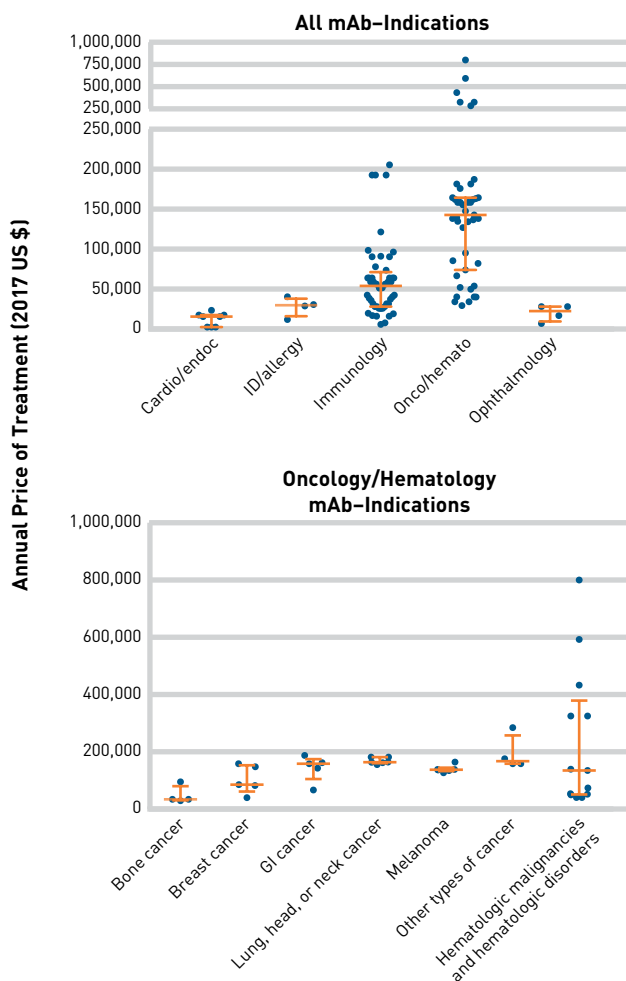 Annual Price of Treatment (2017 US $)
All mAb–Indications
1,000,000
750,000
500,000
250,000
250,000
200,000
150,000
100,000
50,000
0
Cardio/endoc
ID/allergy
Immunology
Onco/hemato
Ophthalmology
Oncology/Hematology
mAb–Indications
1,000,000
800,000
600,000
400,000
200,000
0
Bone cancer
Breast cancer
GI cancer
Lung, head, or neck cancer
Melanoma
Other types of cancer
Hematologic malignancies
and hematologic disorders